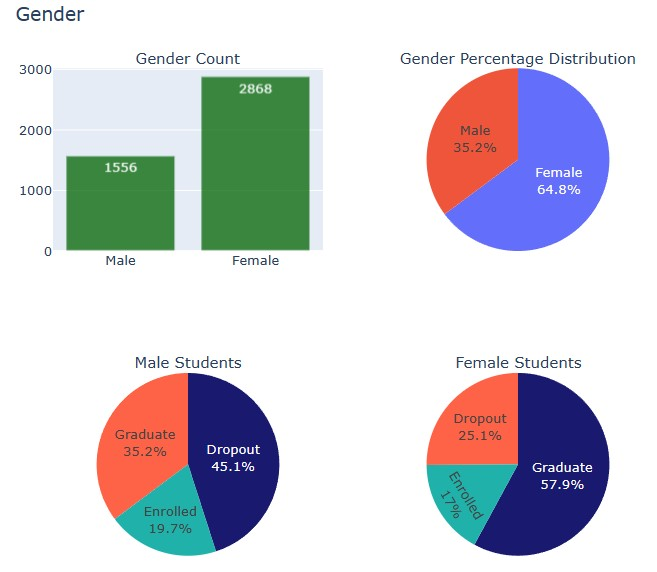 Gender
Gender Count
3000
2000
1000
0
1556
2868
Male
Female
Gender Percentage Distribution
Male
35.2%
Female
64.8%
Male Students
Graduate
35.2%
Dropout
45.1%
Enrolled
19.7%
Female Students
Dropout
25.1%
Graduate
57.9%
Enrolled
17%